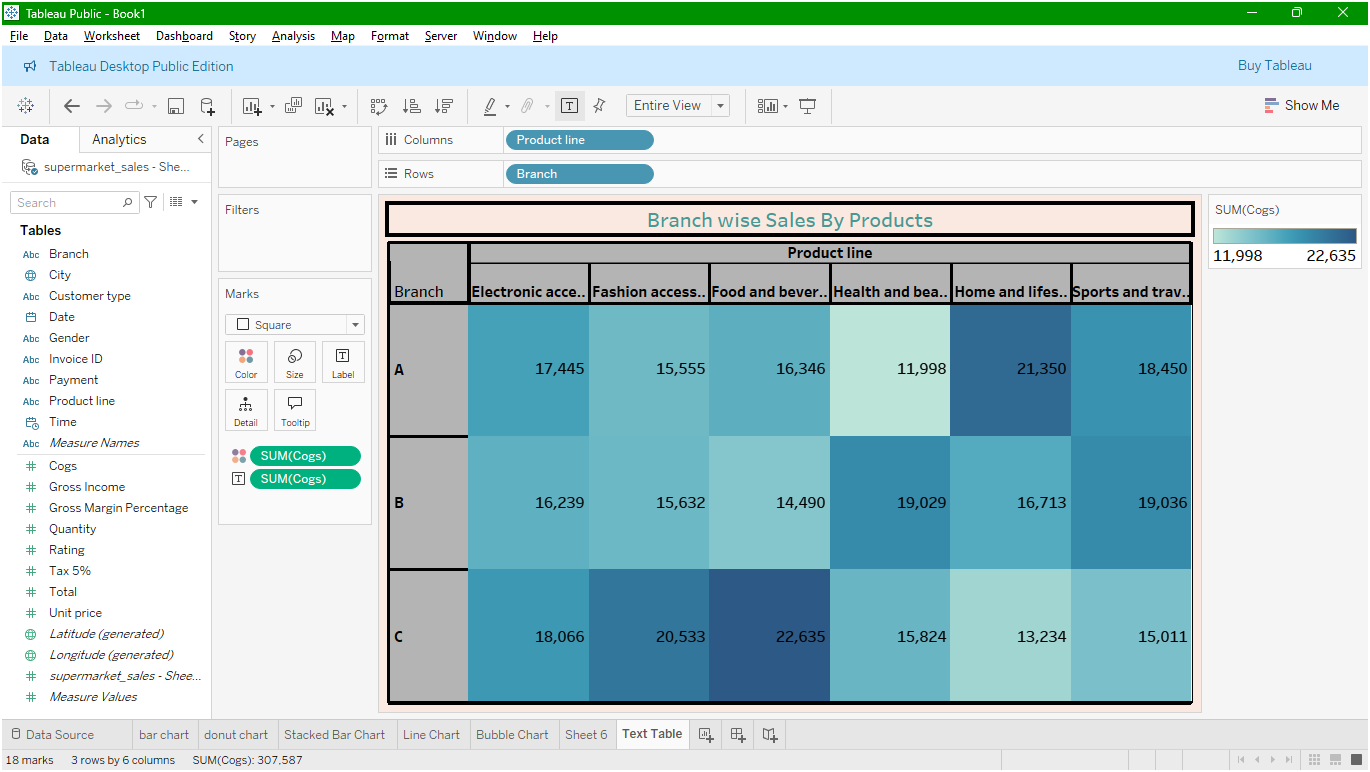 Tableau Public - Book1
File Data Worksheet Dashboard Story Analysis Map Format Server Window Help
Tableau Desktop Public Edition
Buy Tableau
Entire View
Show Me
Data
Analytics
supermarket_sales - She...
Search
Tables
Abc Branch
City
Abc Customer type
Date
Abc Gender
Abc Invoice ID
Abc Payment
Abc Product line
Time
Abc Measure Names
Cogs
Gross Income
Gross Margin Percentage
Quantity
Rating
Tax 5%
Total
Unit price
Latitude (generated)
Longitude (generated)
supermarket_sales - Shee...
Measure Values
Pages
Filters
Marks
Square
Color Size Label
Detail Tooltip
SUM(Cogs)
SUM(Cogs)
Columns Product line
Rows Branch
Branch wise Sales By Products
Product line
Branch Electronic acce.. Fashion access.. Food and bever.. Health and bea.. Home and lifes.. Sports and trav..
A 17,445 15,555 16,346 11,998 21,350 18,450
B 16,239 15,632 14,490 19,029 16,713 19,036
C 18,066 20,533 22,635 15,824 13,234 15,011
SUM(Cogs)
11,998 22,635
Data Source bar chart donut chart Stacked Bar Chart Line Chart Bubble Chart Sheet 6 Text Table
18 marks 3 rows by 6 columns SUM(Cogs): 307,587